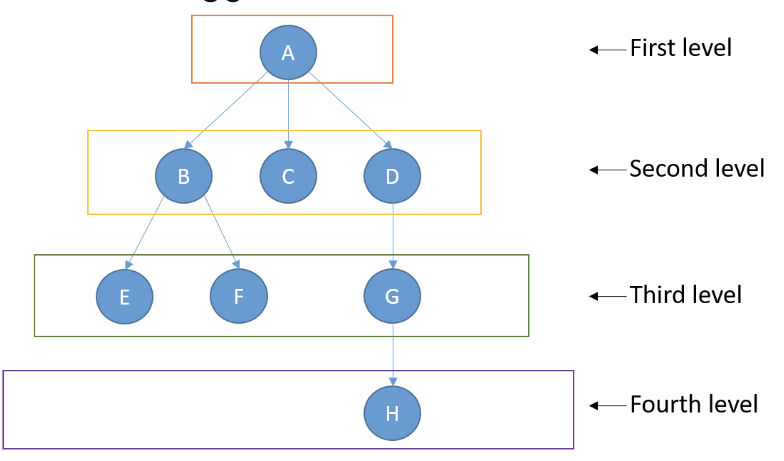 A
First level
B
C
D
Second level
E
F
G
Third level
H
Fourth level